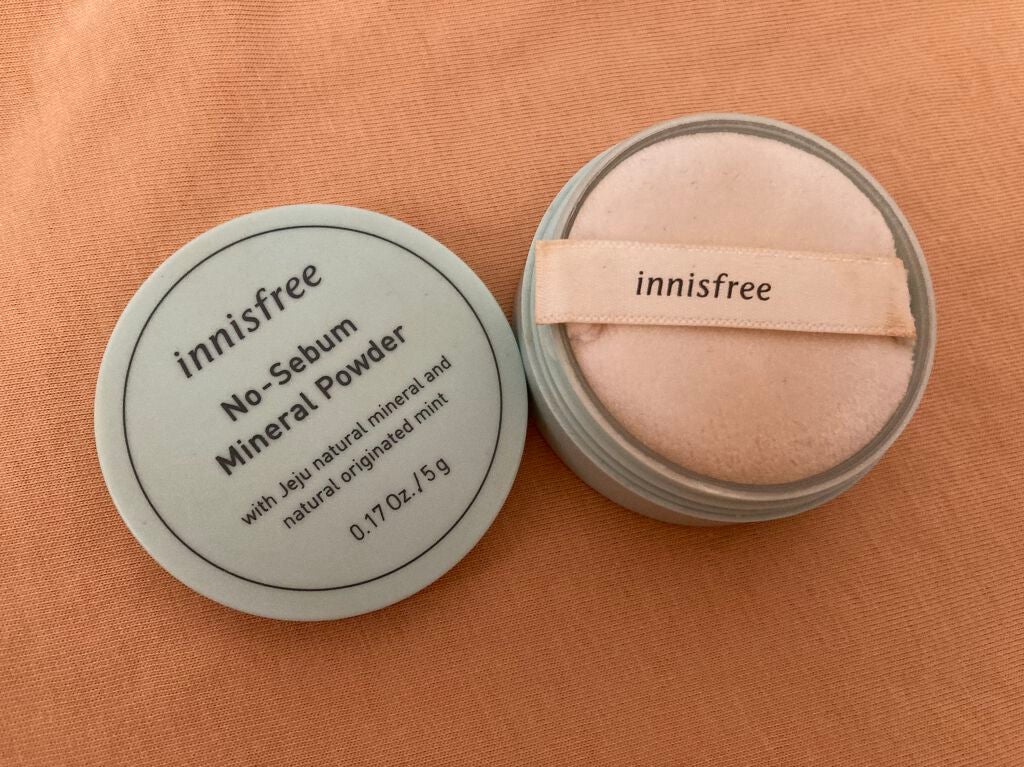 innisfree
No-Sebum
Mineral Powder
with Jeju natural mineral and
natural originated mint
0.17 Oz. / 5 g
innisfree